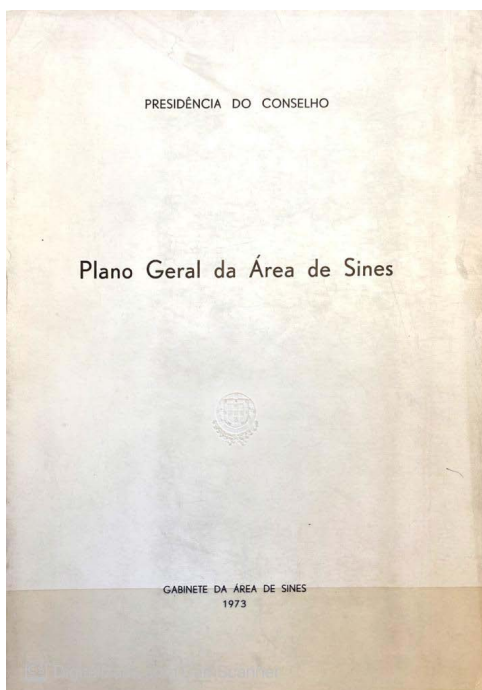 PRESIDÊNCIA DO CONSELHO
Plano Geral da Área de Sines
GABINETE DA ÁREA DE SINES
1973